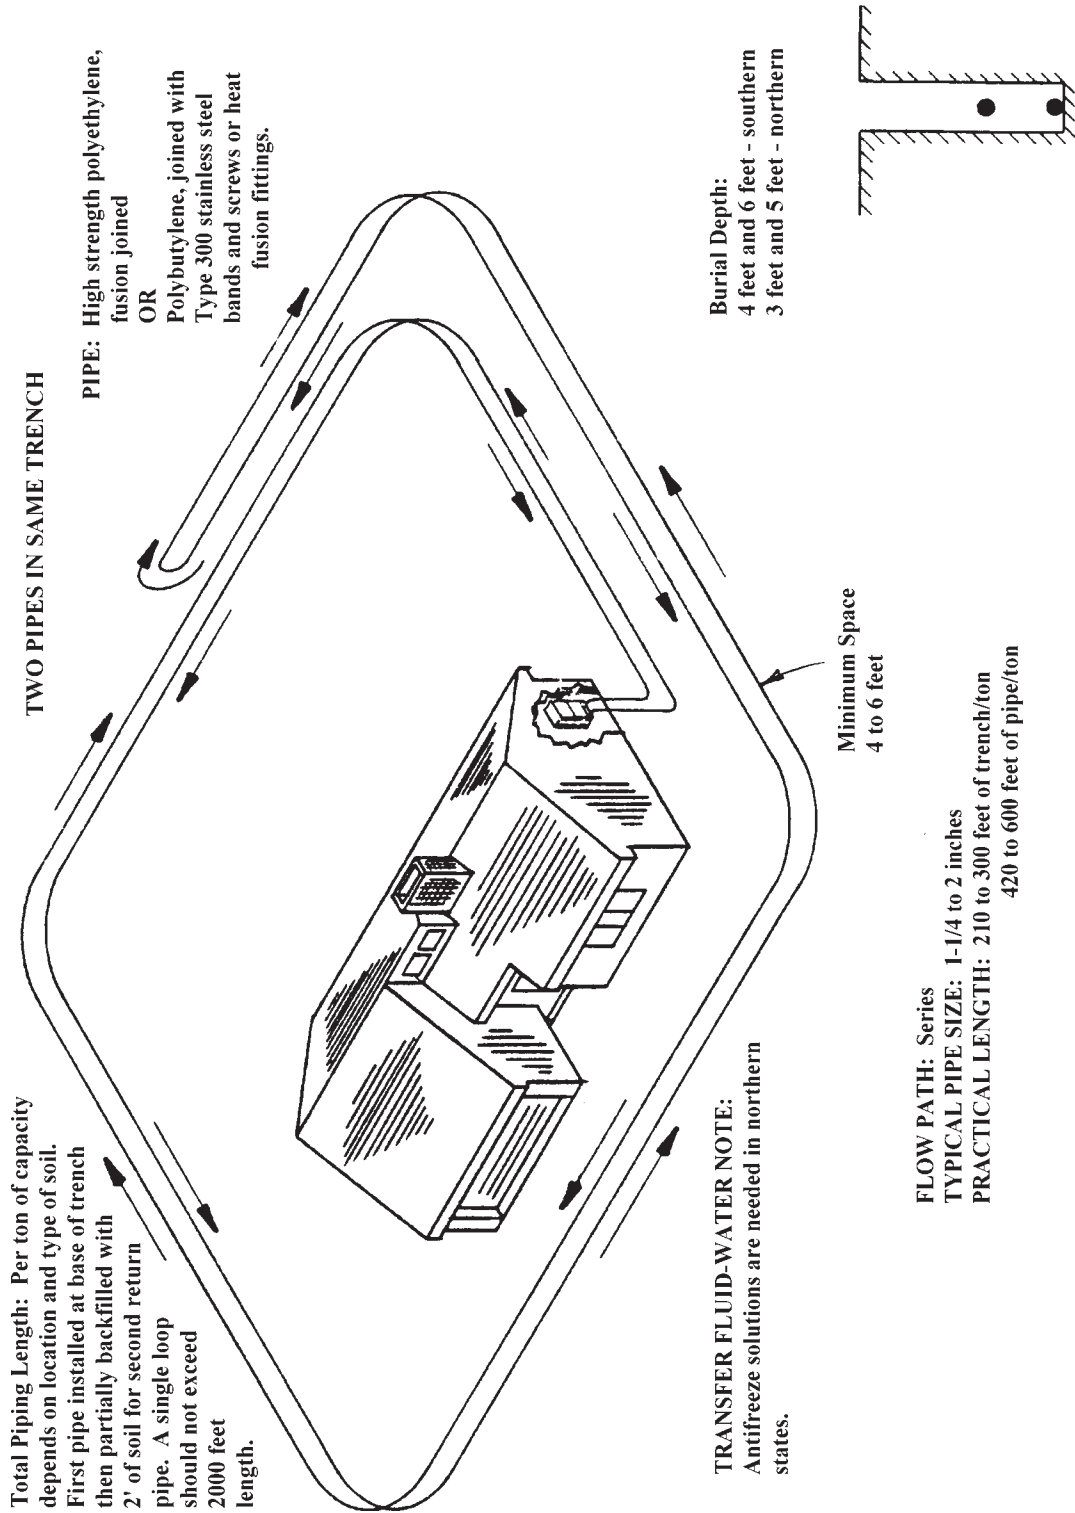 TWO PIPES IN SAME TRENCH
Total Piping Length: Per ton of capacity
depends on location and type of soil.
First pipe installed at base of trench
then partially backfilled with
2' of soil for second return
pipe. A single loop
should not exceed
2000 feet
length.
PIPE: High strength polyethylene,
fusion joined
OR
Polybutylene, joined with
Type 300 stainless steel
bands and screws or heat
fusion fittings.
TRANSFER FLUID-WATER NOTE:
Antifreeze solutions are needed in northern
states.
Minimum Space
4 to 6 feet
Burial Depth:
4 feet and 6 feet - southern
3 feet and 5 feet - northern
FLOW PATH: Series
TYPICAL PIPE SIZE: 1-1/4 to 2 inches
PRACTICAL LENGTH: 210 to 300 feet of trench/ton
420 to 600 feet of pipe/ton